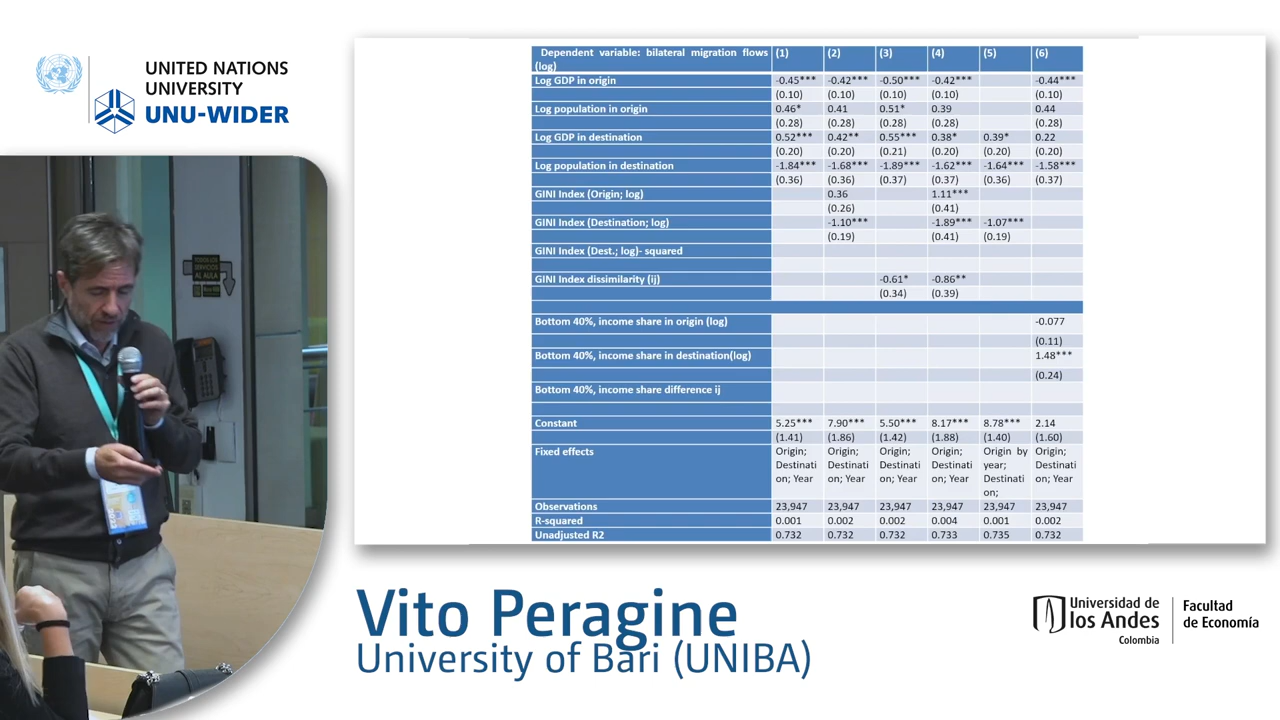 UNITED NATIONS
UNIVERSITY
UNU-WIDER
Dependent variable: bilateral migration flows (log) (1) (2) (3) (4) (5) (6)
Log GDP in origin -0.45*** -0.42*** -0.50*** -0.42*** -0.44***
(0.10) (0.10) (0.10) (0.10) (0.10)
Log population in origin 0.46* 0.41 0.51* 0.39 0.44
(0.28) (0.28) (0.28) (0.28) (0.28)
Log GDP in destination 0.52*** 0.42** 0.55*** 0.38* 0.39* 0.22
(0.20) (0.20) (0.21) (0.20) (0.20) (0.20)
Log population in destination -1.84*** -1.68*** -1.89*** -1.62*** -1.64*** -1.58***
(0.36) (0.36) (0.37) (0.37) (0.36) (0.37)
GINI Index (Origin; log) 0.36 1.11***
(0.26) (0.41)
GINI Index (Destination; log) -1.10*** -1.89*** -1.07***
(0.19) (0.41) (0.19)
GINI Index (Dest.; log)- squared
GINI Index dissimilarity (ij) -0.61* -0.86**
(0.34) (0.39)
Bottom 40%, income share in origin (log) -0.077
(0.11)
Bottom 40%, income share in destination(log) 1.48***
(0.24)
Bottom 40%, income share difference ij
Constant 5.25*** 7.90*** 5.50*** 8.17*** 8.78*** 2.14
(1.41) (1.86) (1.42) (1.88) (1.40) (1.60)
Fixed effects Origin; Origin; Origin; Origin; Origin by Origin;
Destinati Destinati Destinati Destinati year; Destinati
on; Year on; Year on; Year on; Year Destinati on; Year
on;
Observations 23,947 23,947 23,947 23,947 23,947 23,947
R-squared 0.001 0.002 0.002 0.004 0.001 0.002
Unadjusted R2 0.732 0.732 0.732 0.733 0.735 0.732
SERVICIOS
AL AULA
Vito Peragine
University of Bari (UNIBA)
Universidad de
los Andes
Colombia
Facultad
de Economía